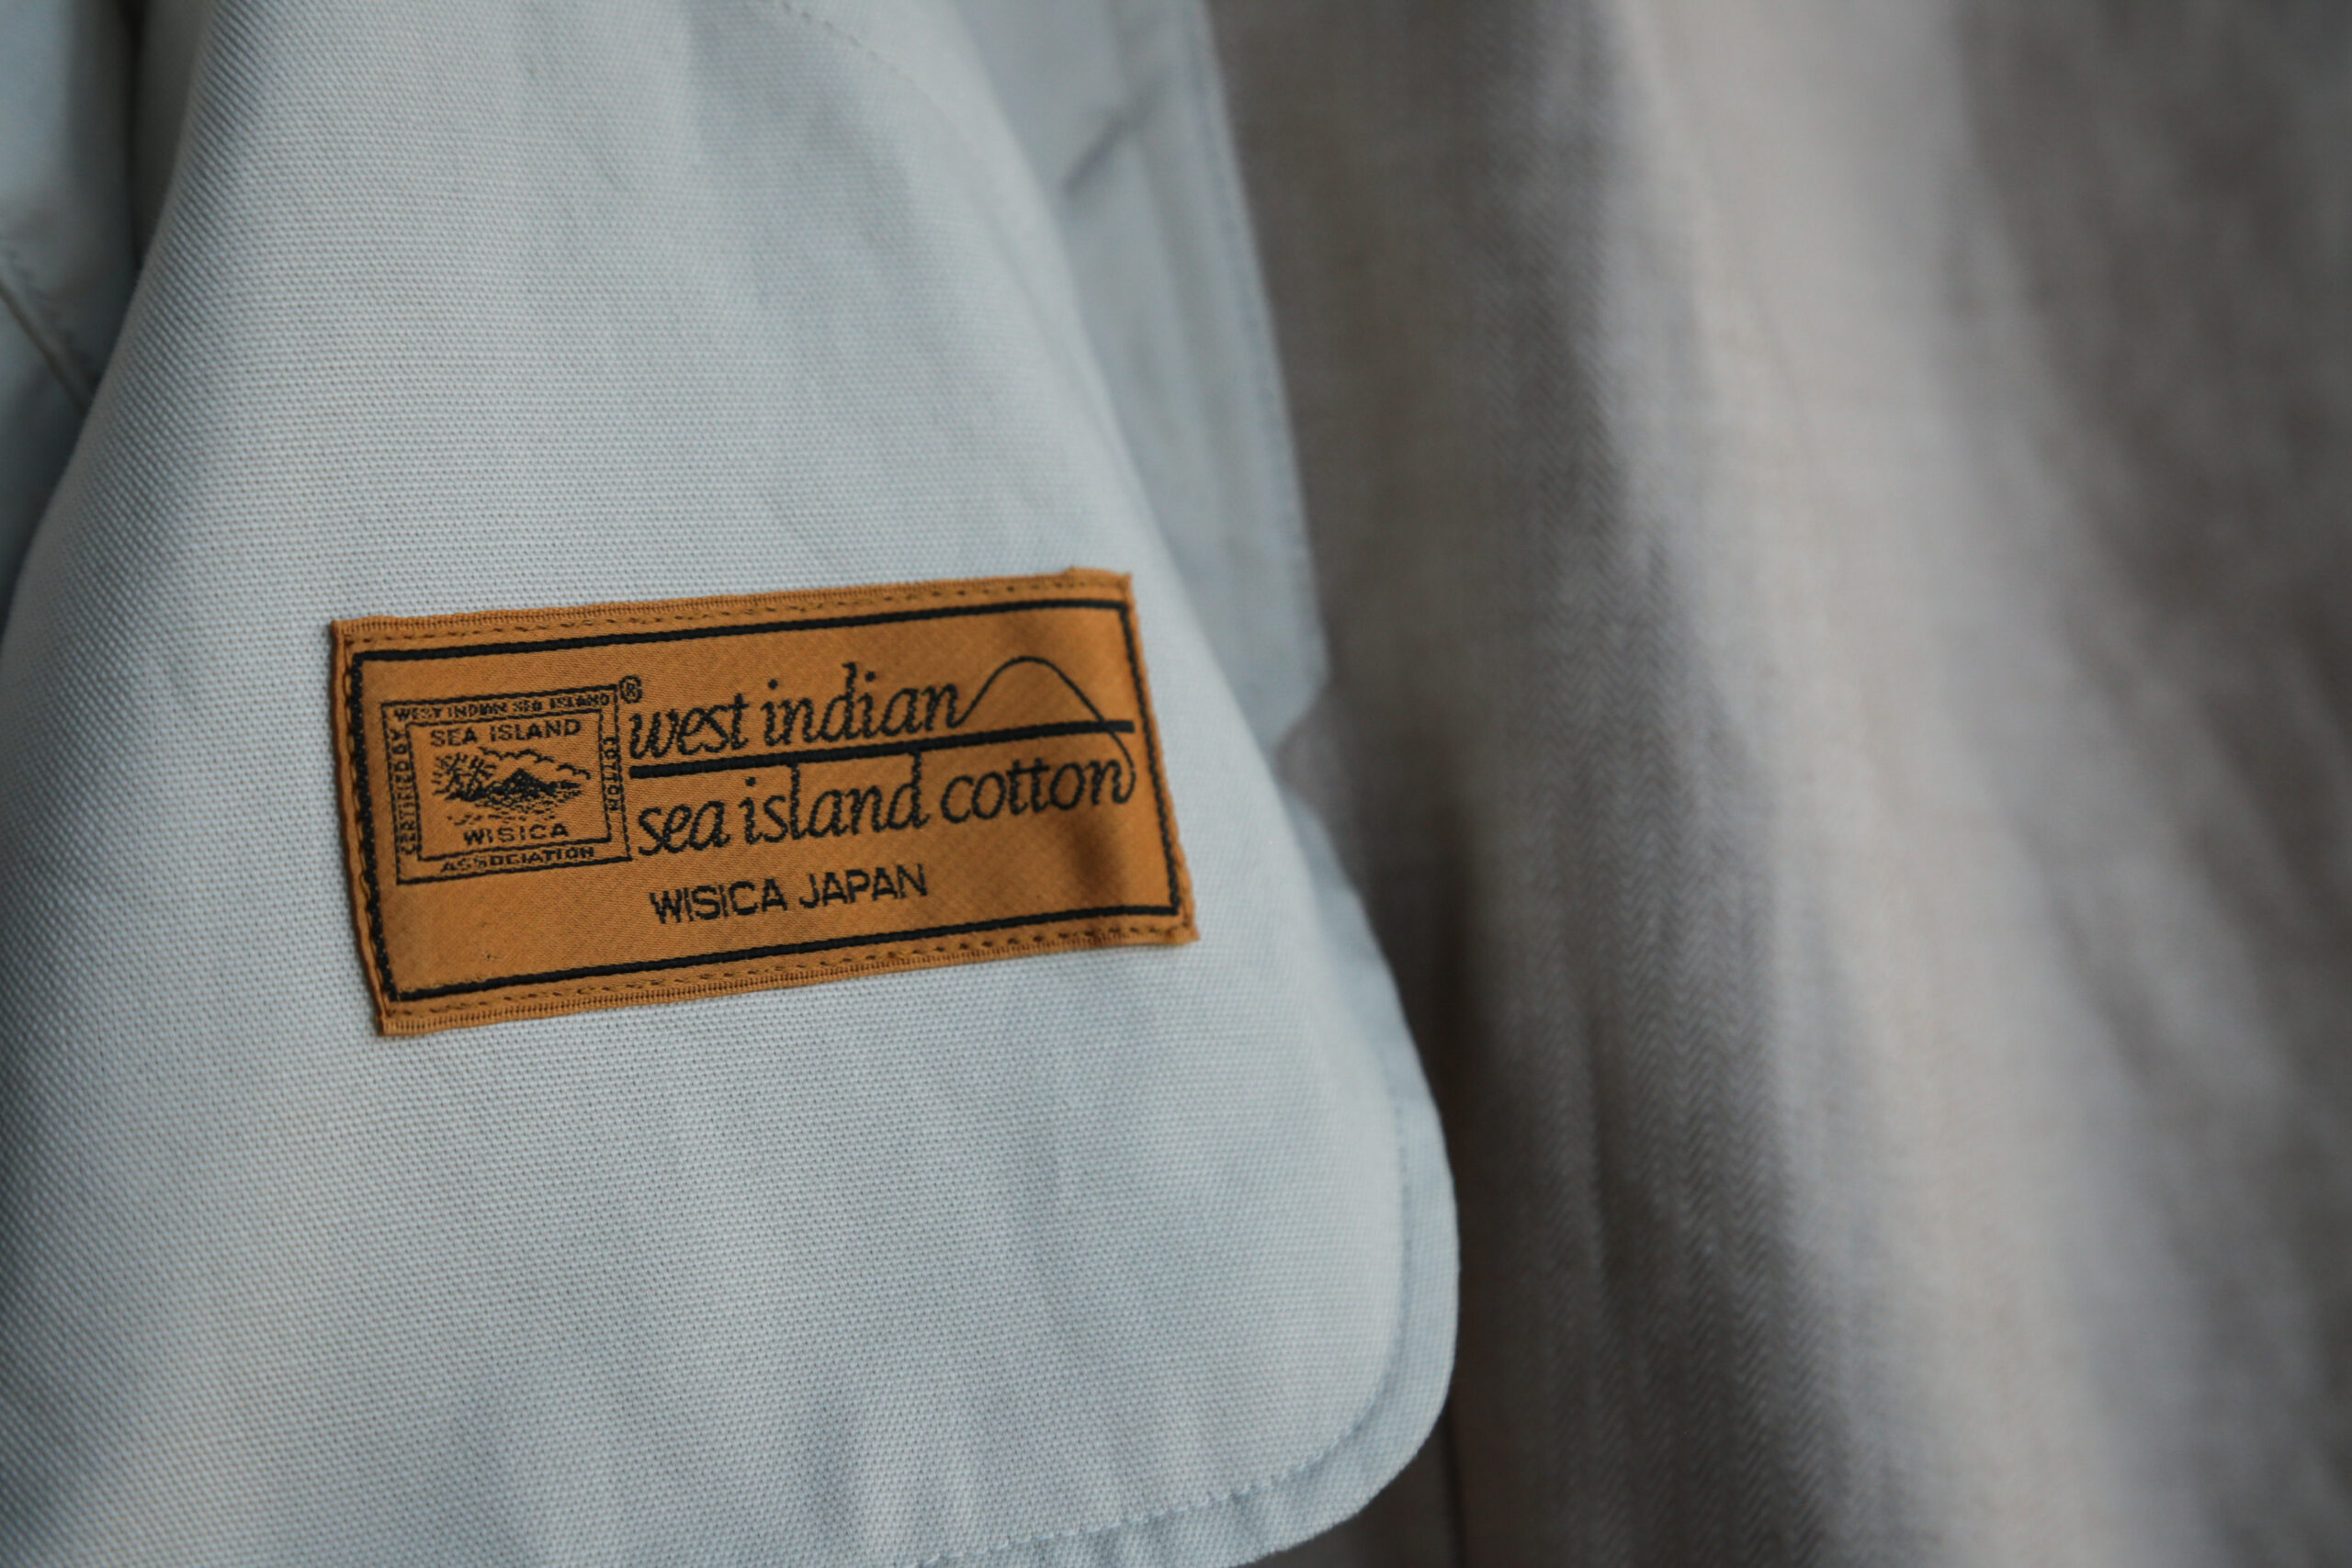 WEST INDIAN SEA ISLAND
COTTON
ASSOCIATION
CERTIFIED BY
SEA ISLAND
WISICA
®
west indian
sea island cotton
WISICA JAPAN